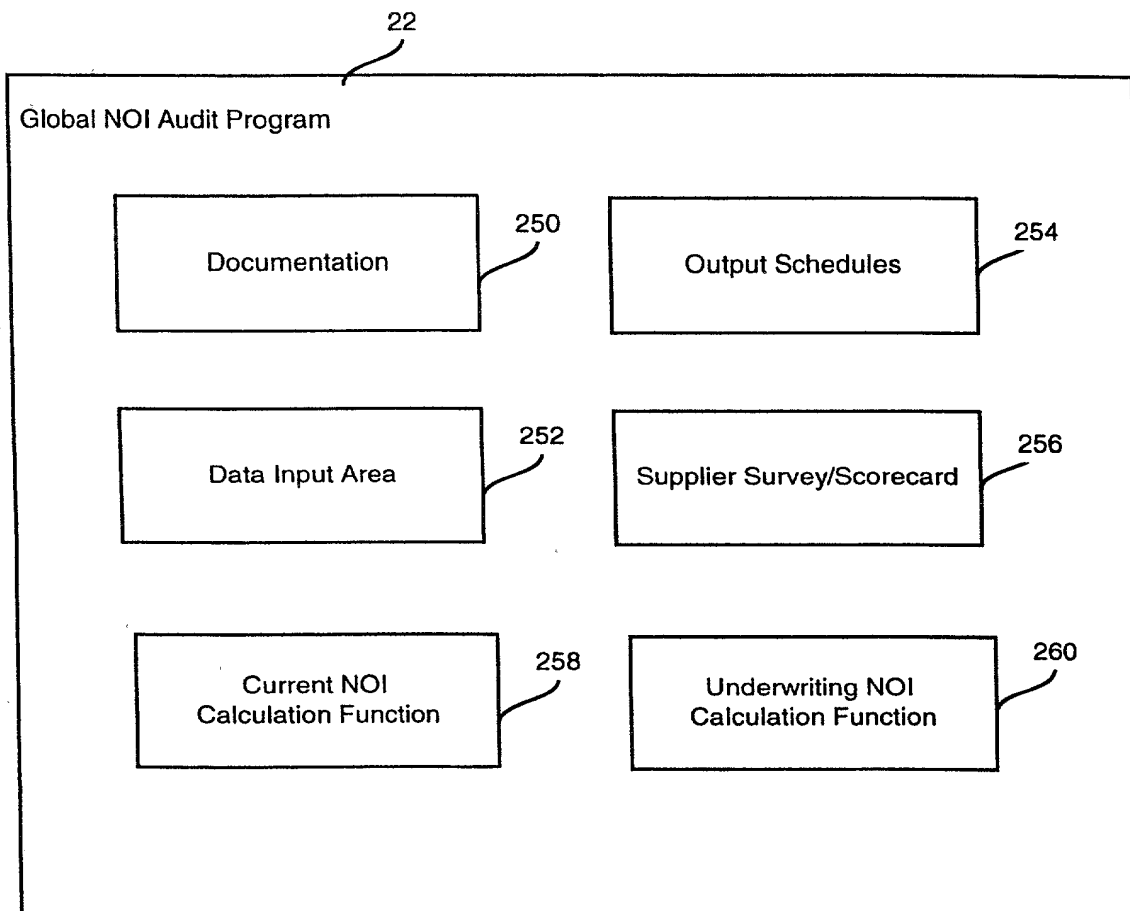 22
Global NOI Audit Program
Documentation
250
Output Schedules
254
Data Input Area
252
Supplier Survey/Scorecard
256
Current NOI
Calculation Function
258
Underwriting NOI
Calculation Function
260